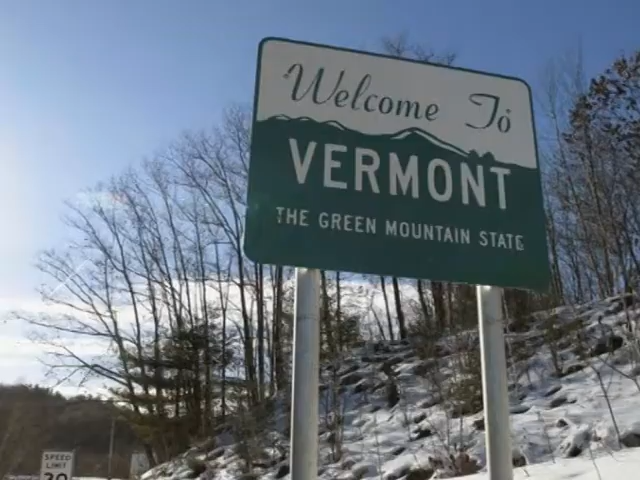 Welcome To
VERMONT
THE GREEN MOUNTAIN STATE
SPEED
LIMIT